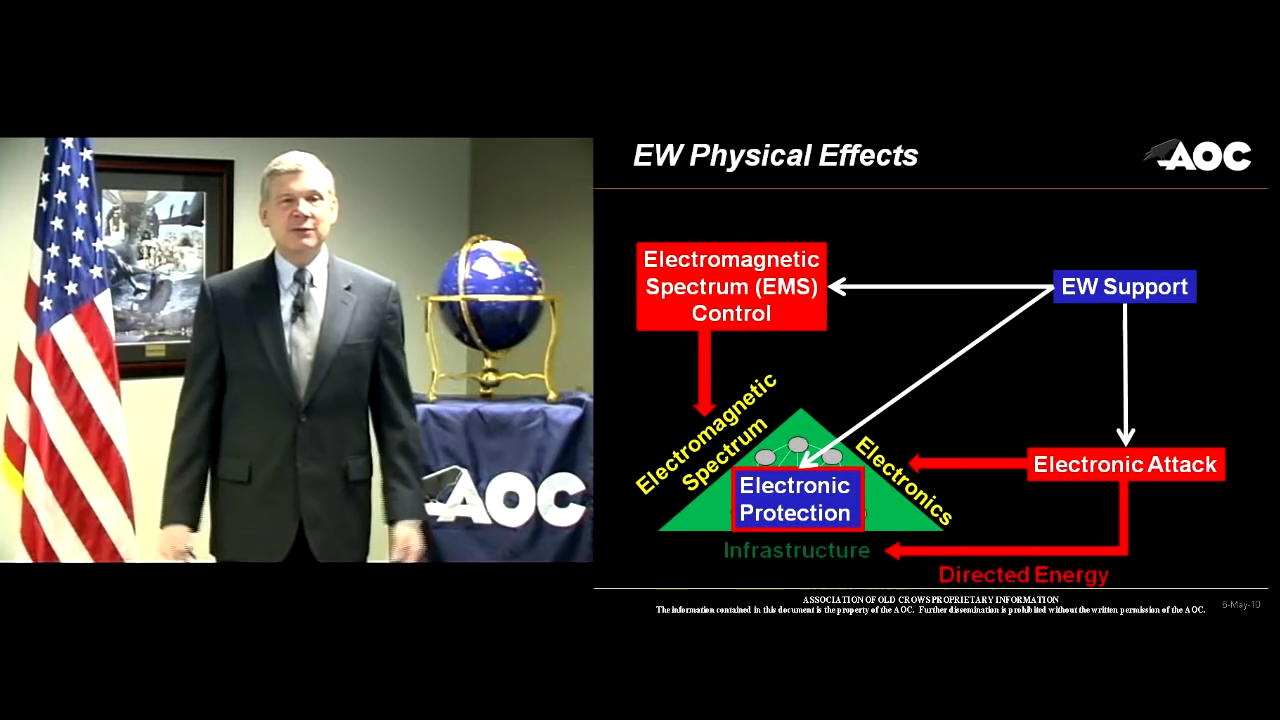 EW Physical Effects
AOC
Electromagnetic
Spectrum (EMS)
Control
EW Support
Electromagnetic
Spectrum
Electronics
Electronic Attack
Electronic
Protection
Infrastructure
Directed Energy
AOC
ASSOCIATION OF OLD CROWS PROPRIETARY INFORMATION
The information contained in this document is the property of the AOC. Further dissemination is prohibited without the written permission of the AOC.
6-May-10